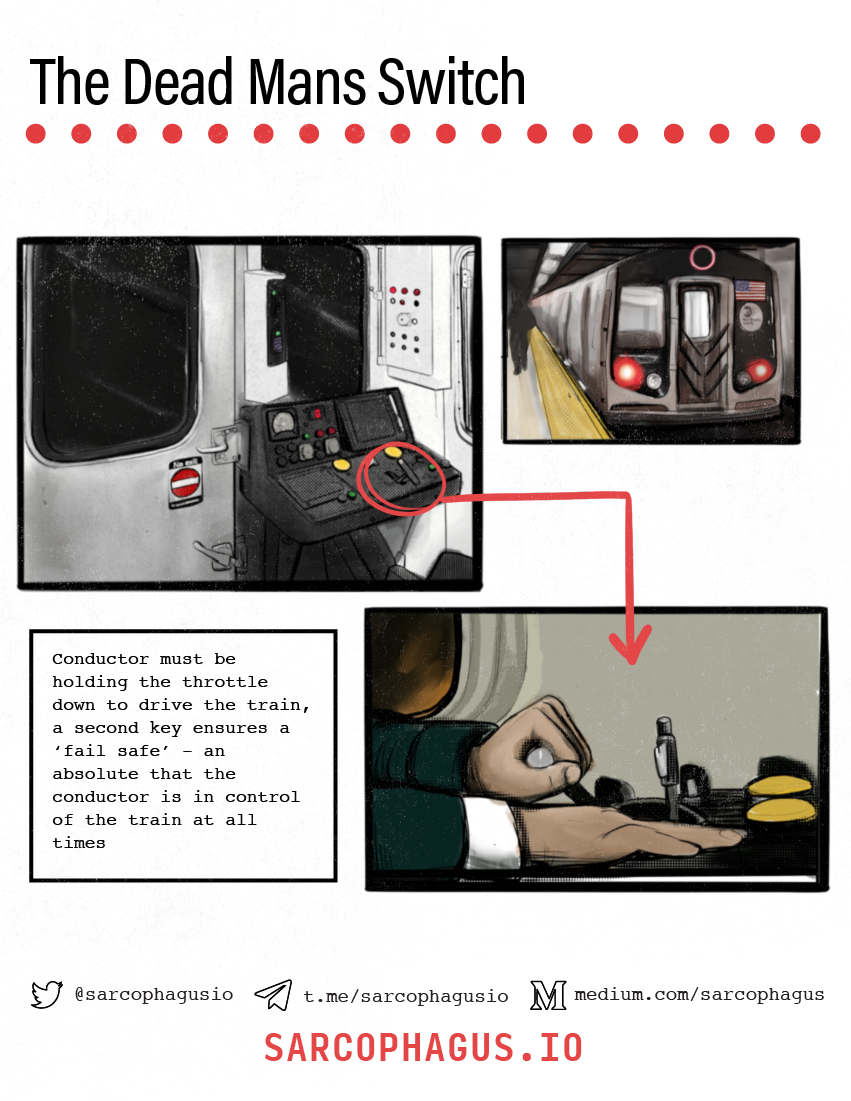 The Dead Mans Switch
No exit
Conductor must be
holding the throttle
down to drive the train,
a second key ensures a
‘fail safe’ – an
absolute that the
conductor is in control
of the train at all
times
@sarcophagusio
t.me/sarcophagusio
medium.com/sarcophagus
SARCOPHAGUS.IO